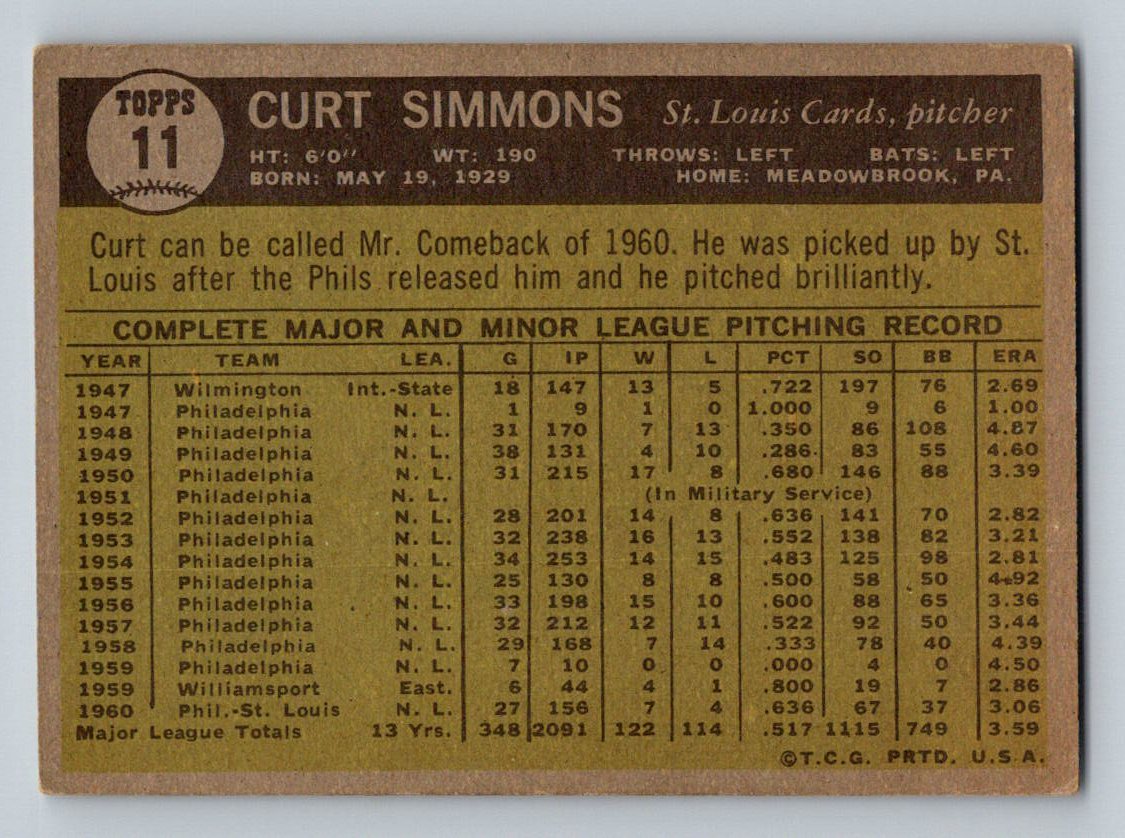 TOPPS
11
CURT SIMMONS St. Louis Cards, pitcher
HT: 6'0" WT: 190 THROWS: LEFT BATS: LEFT
BORN: MAY 19, 1929 HOME: MEADOWBROOK, PA.
Curt can be called Mr. Comeback of 1960. He was picked up by St.
Louis after the Phils released him and he pitched brilliantly.
COMPLETE MAJOR AND MINOR LEAGUE PITCHING RECORD
YEAR TEAM LEA. G IP W L PCT SO BB ERA
1947 Wilmington Int.-State 18 147 13 5 .722 197 76 2.69
1947 Philadelphia N. L. 1 9 1 0 1.000 9 6 1.00
1948 Philadelphia N. L. 31 170 7 13 .350 86 108 4.87
1949 Philadelphia N. L. 38 131 4 10 .286 83 55 4.60
1950 Philadelphia N. L. 31 215 17 8 .680 146 88 3.39
1951 Philadelphia N. L. (In Military Service)
1952 Philadelphia N. L. 28 201 14 8 .636 141 70 2.82
1953 Philadelphia N. L. 32 238 16 13 .552 138 82 3.21
1954 Philadelphia N. L. 34 253 14 15 .483 125 98 2.81
1955 Philadelphia N. L. 25 130 8 8 .500 58 50 4.92
1956 Philadelphia N. L. 33 198 15 10 .600 88 65 3.36
1957 Philadelphia N. L. 32 212 12 11 .522 92 50 3.44
1958 Philadelphia N. L. 29 168 7 14 .333 78 40 4.39
1959 Philadelphia N. L. 7 10 0 0 .000 4 0 4.50
1959 Williamsport East. 6 44 4 1 .800 19 7 2.86
1960 Phil.-St. Louis N. L. 27 156 7 4 .636 67 37 3.06
Major League Totals 13 Yrs. 348 2091 122 114 .517 1115 749 3.59
©T.C.G. PRTD. U.S.A.